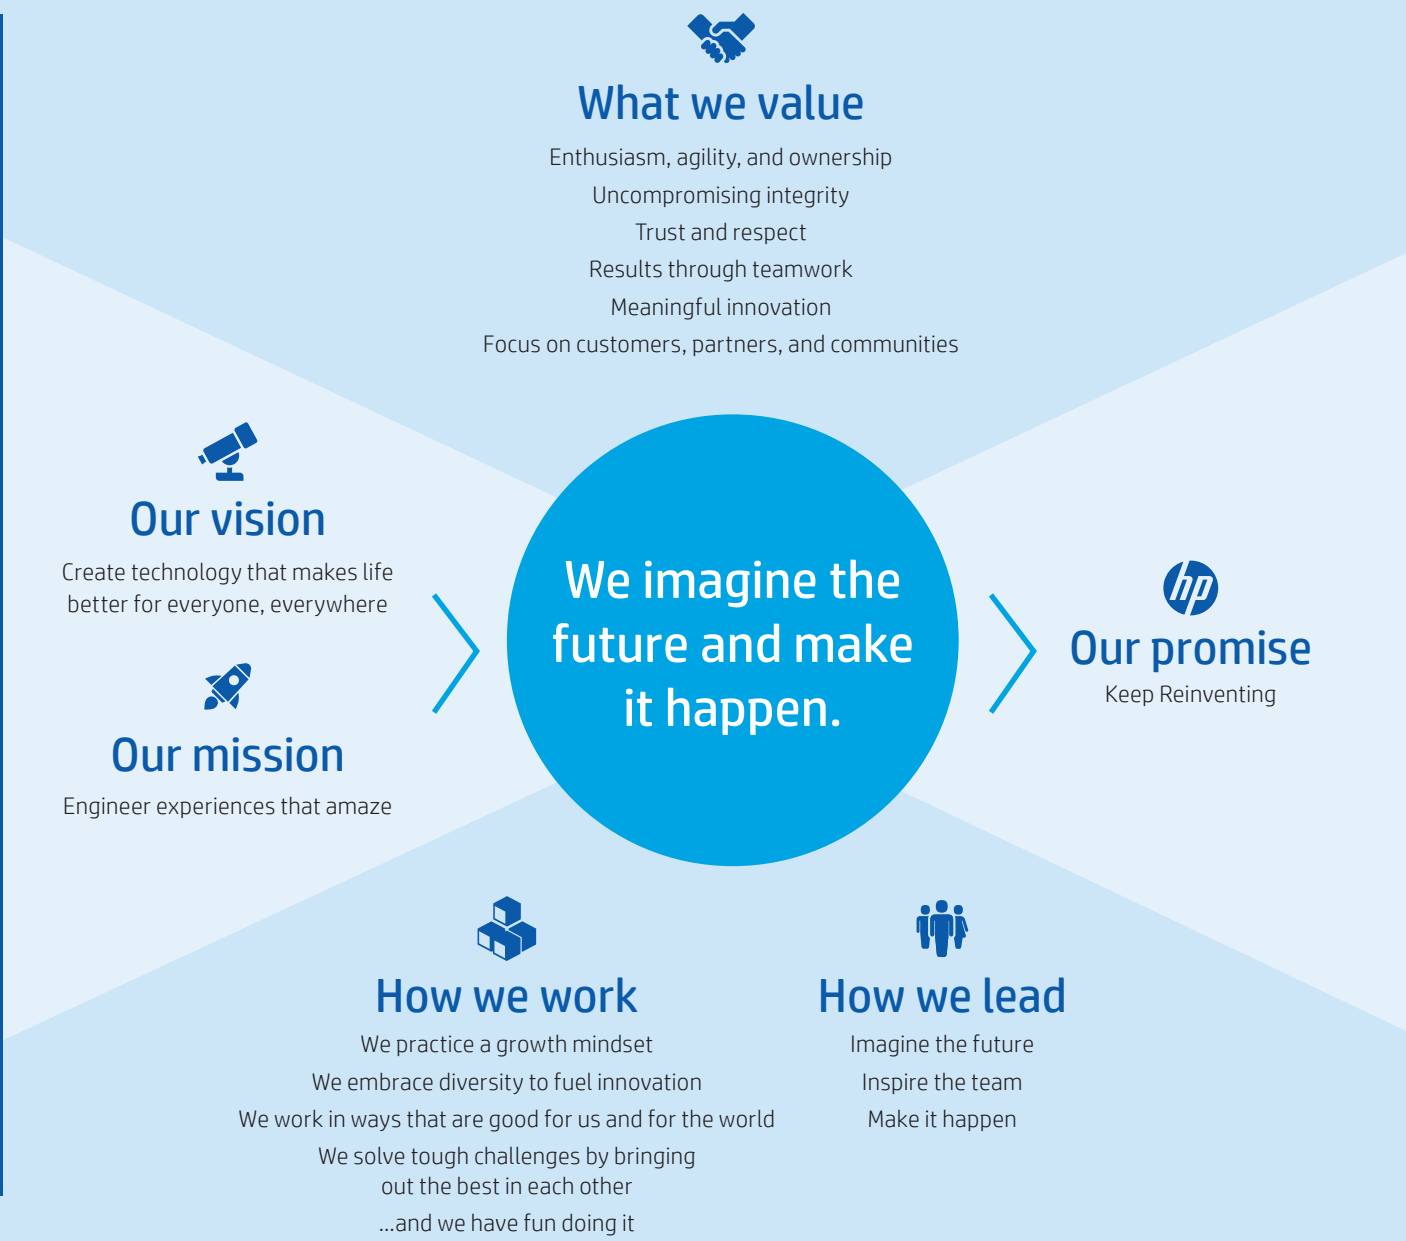 What we value
Enthusiasm, agility, and ownership
Uncompromising integrity
Trust and respect
Results through teamwork
Meaningful innovation
Focus on customers, partners, and communities
Our vision
Create technology that makes life
better for everyone, everywhere
Our mission
Engineer experiences that amaze
We imagine the
future and make
it happen.
hp
Our promise
Keep Reinventing
How we work
We practice a growth mindset
We embrace diversity to fuel innovation
We work in ways that are good for us and for the world
We solve tough challenges by bringing
out the best in each other
...and we have fun doing it
How we lead
Imagine the future
Inspire the team
Make it happen